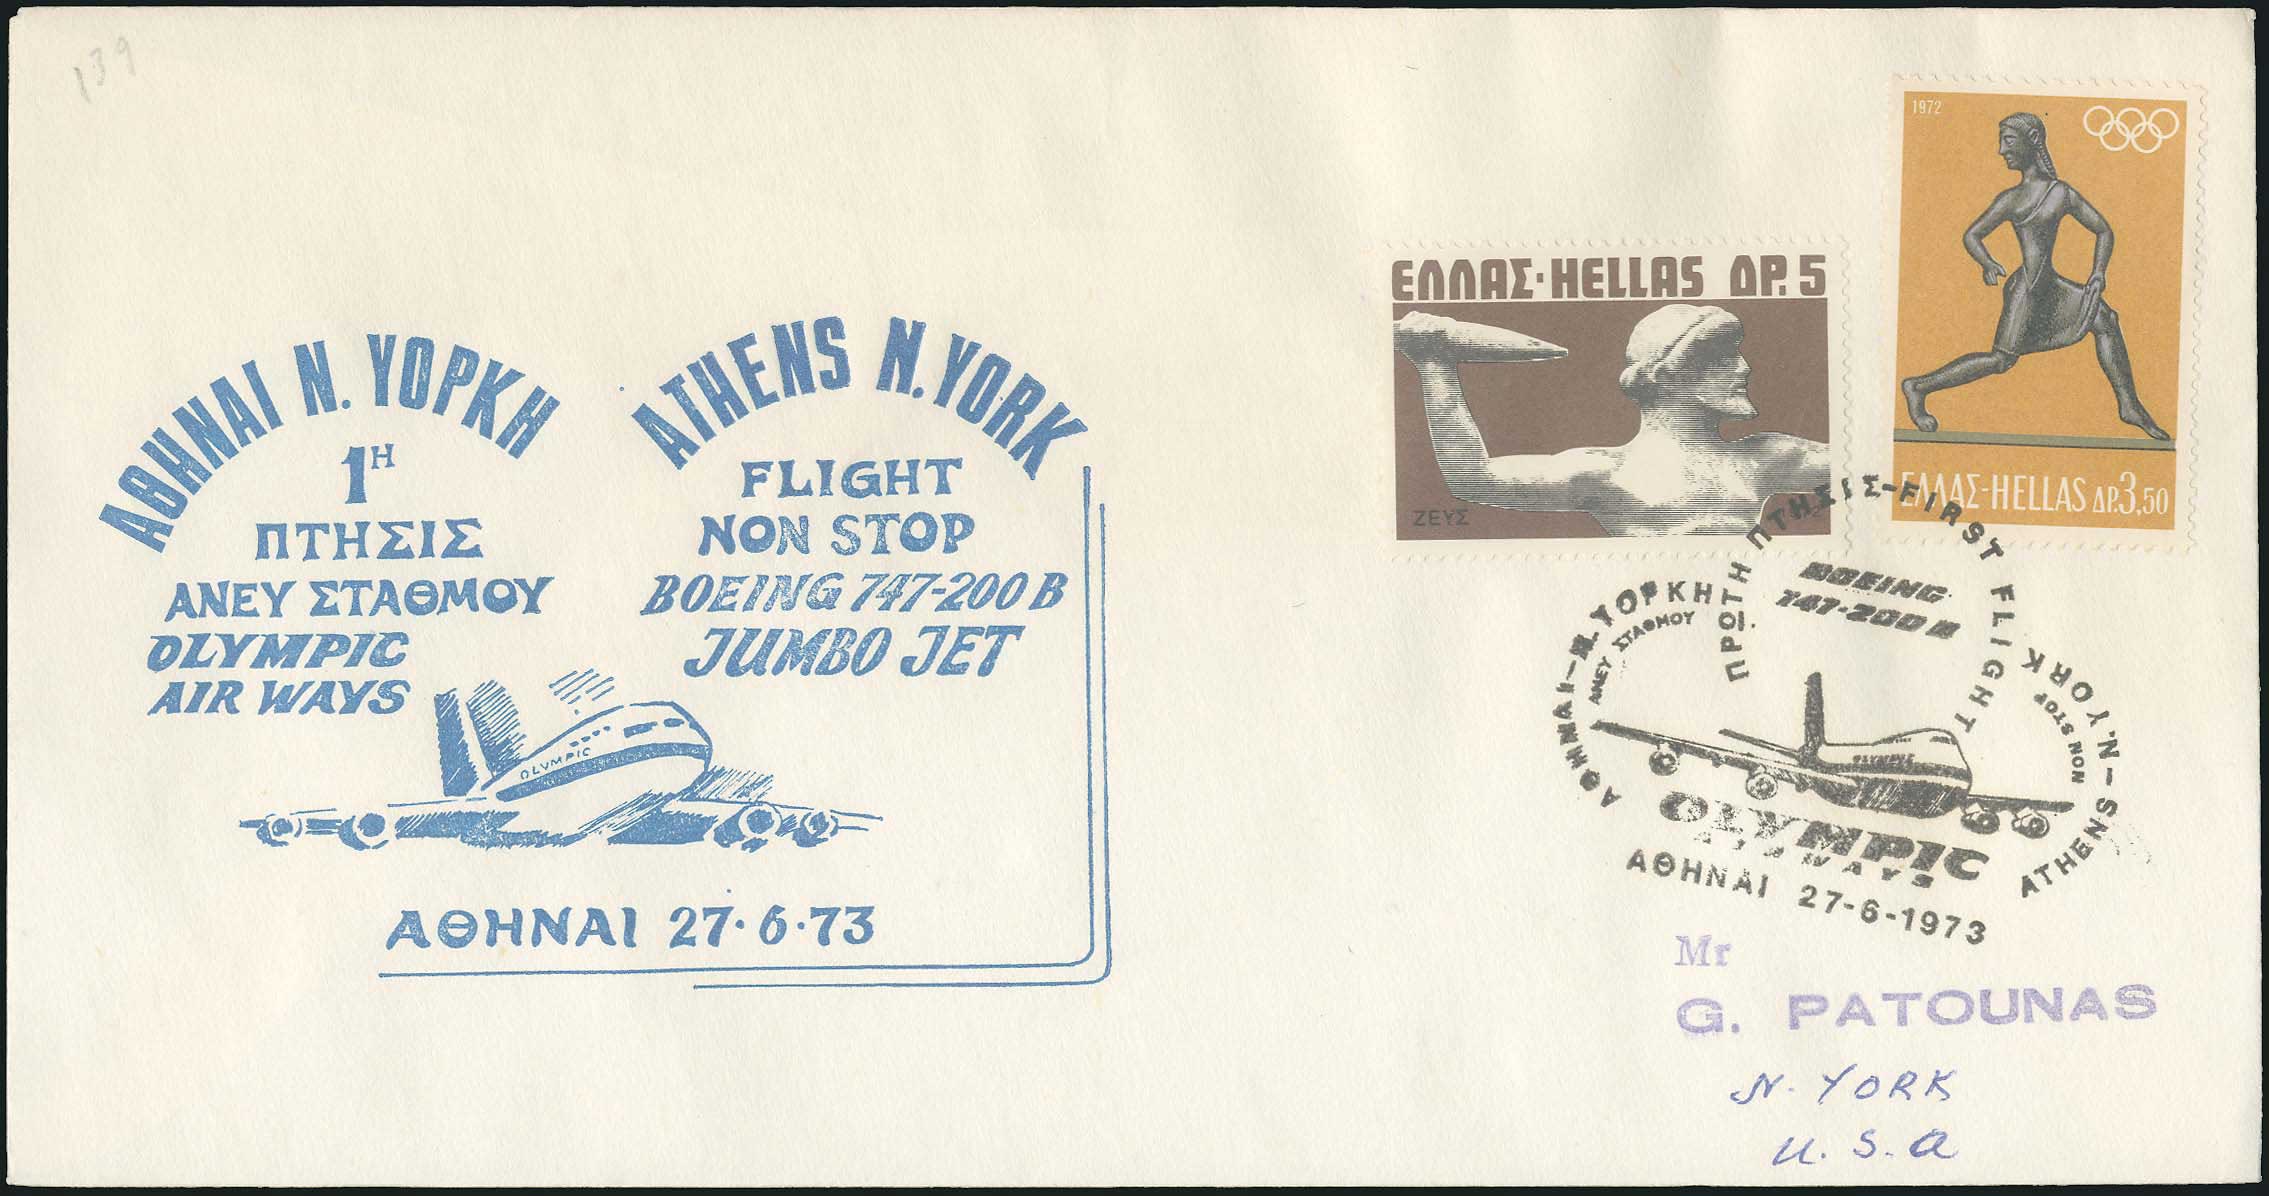 139
ΑΘΗΝΑΙ Ν. ΥΟΡΚΗ
1Η
ΠΤΗΣΙΣ
ΑΝΕΥ ΣΤΑΘΜΟΥ
OLYMPIC
AIR WAYS
ATHENS N. YORK
FLIGHT
NON STOP
BOEING 747-200 B
JUMBO JET
OLYMPIC
ΑΘΗΝΑΙ 27·6·73
ΕΛΛΑΣ·HELLAS ΔΡ. 5
ΖΕΥΣ
1972
ΕΛΛΑΣ-HELLAS ΔΡ.3,50
ΠΡΩΤΗ ΠΤΗΣΙΣ-FIRST FLIGHT
BOEING
747-200 B
ΑΘΗΝΑΙ-Ν.ΥΟΡΚΗ
ΑΝΕΥ ΣΤΑΘΜΟΥ
ATHENS-N.YORK
NON STOP
OLYMPIC
OLYMPIC
AIRWAYS
ΑΘΗΝΑΙ 27-6-1973
Mr
G. PATOUNAS
N. YORK
U. S. A